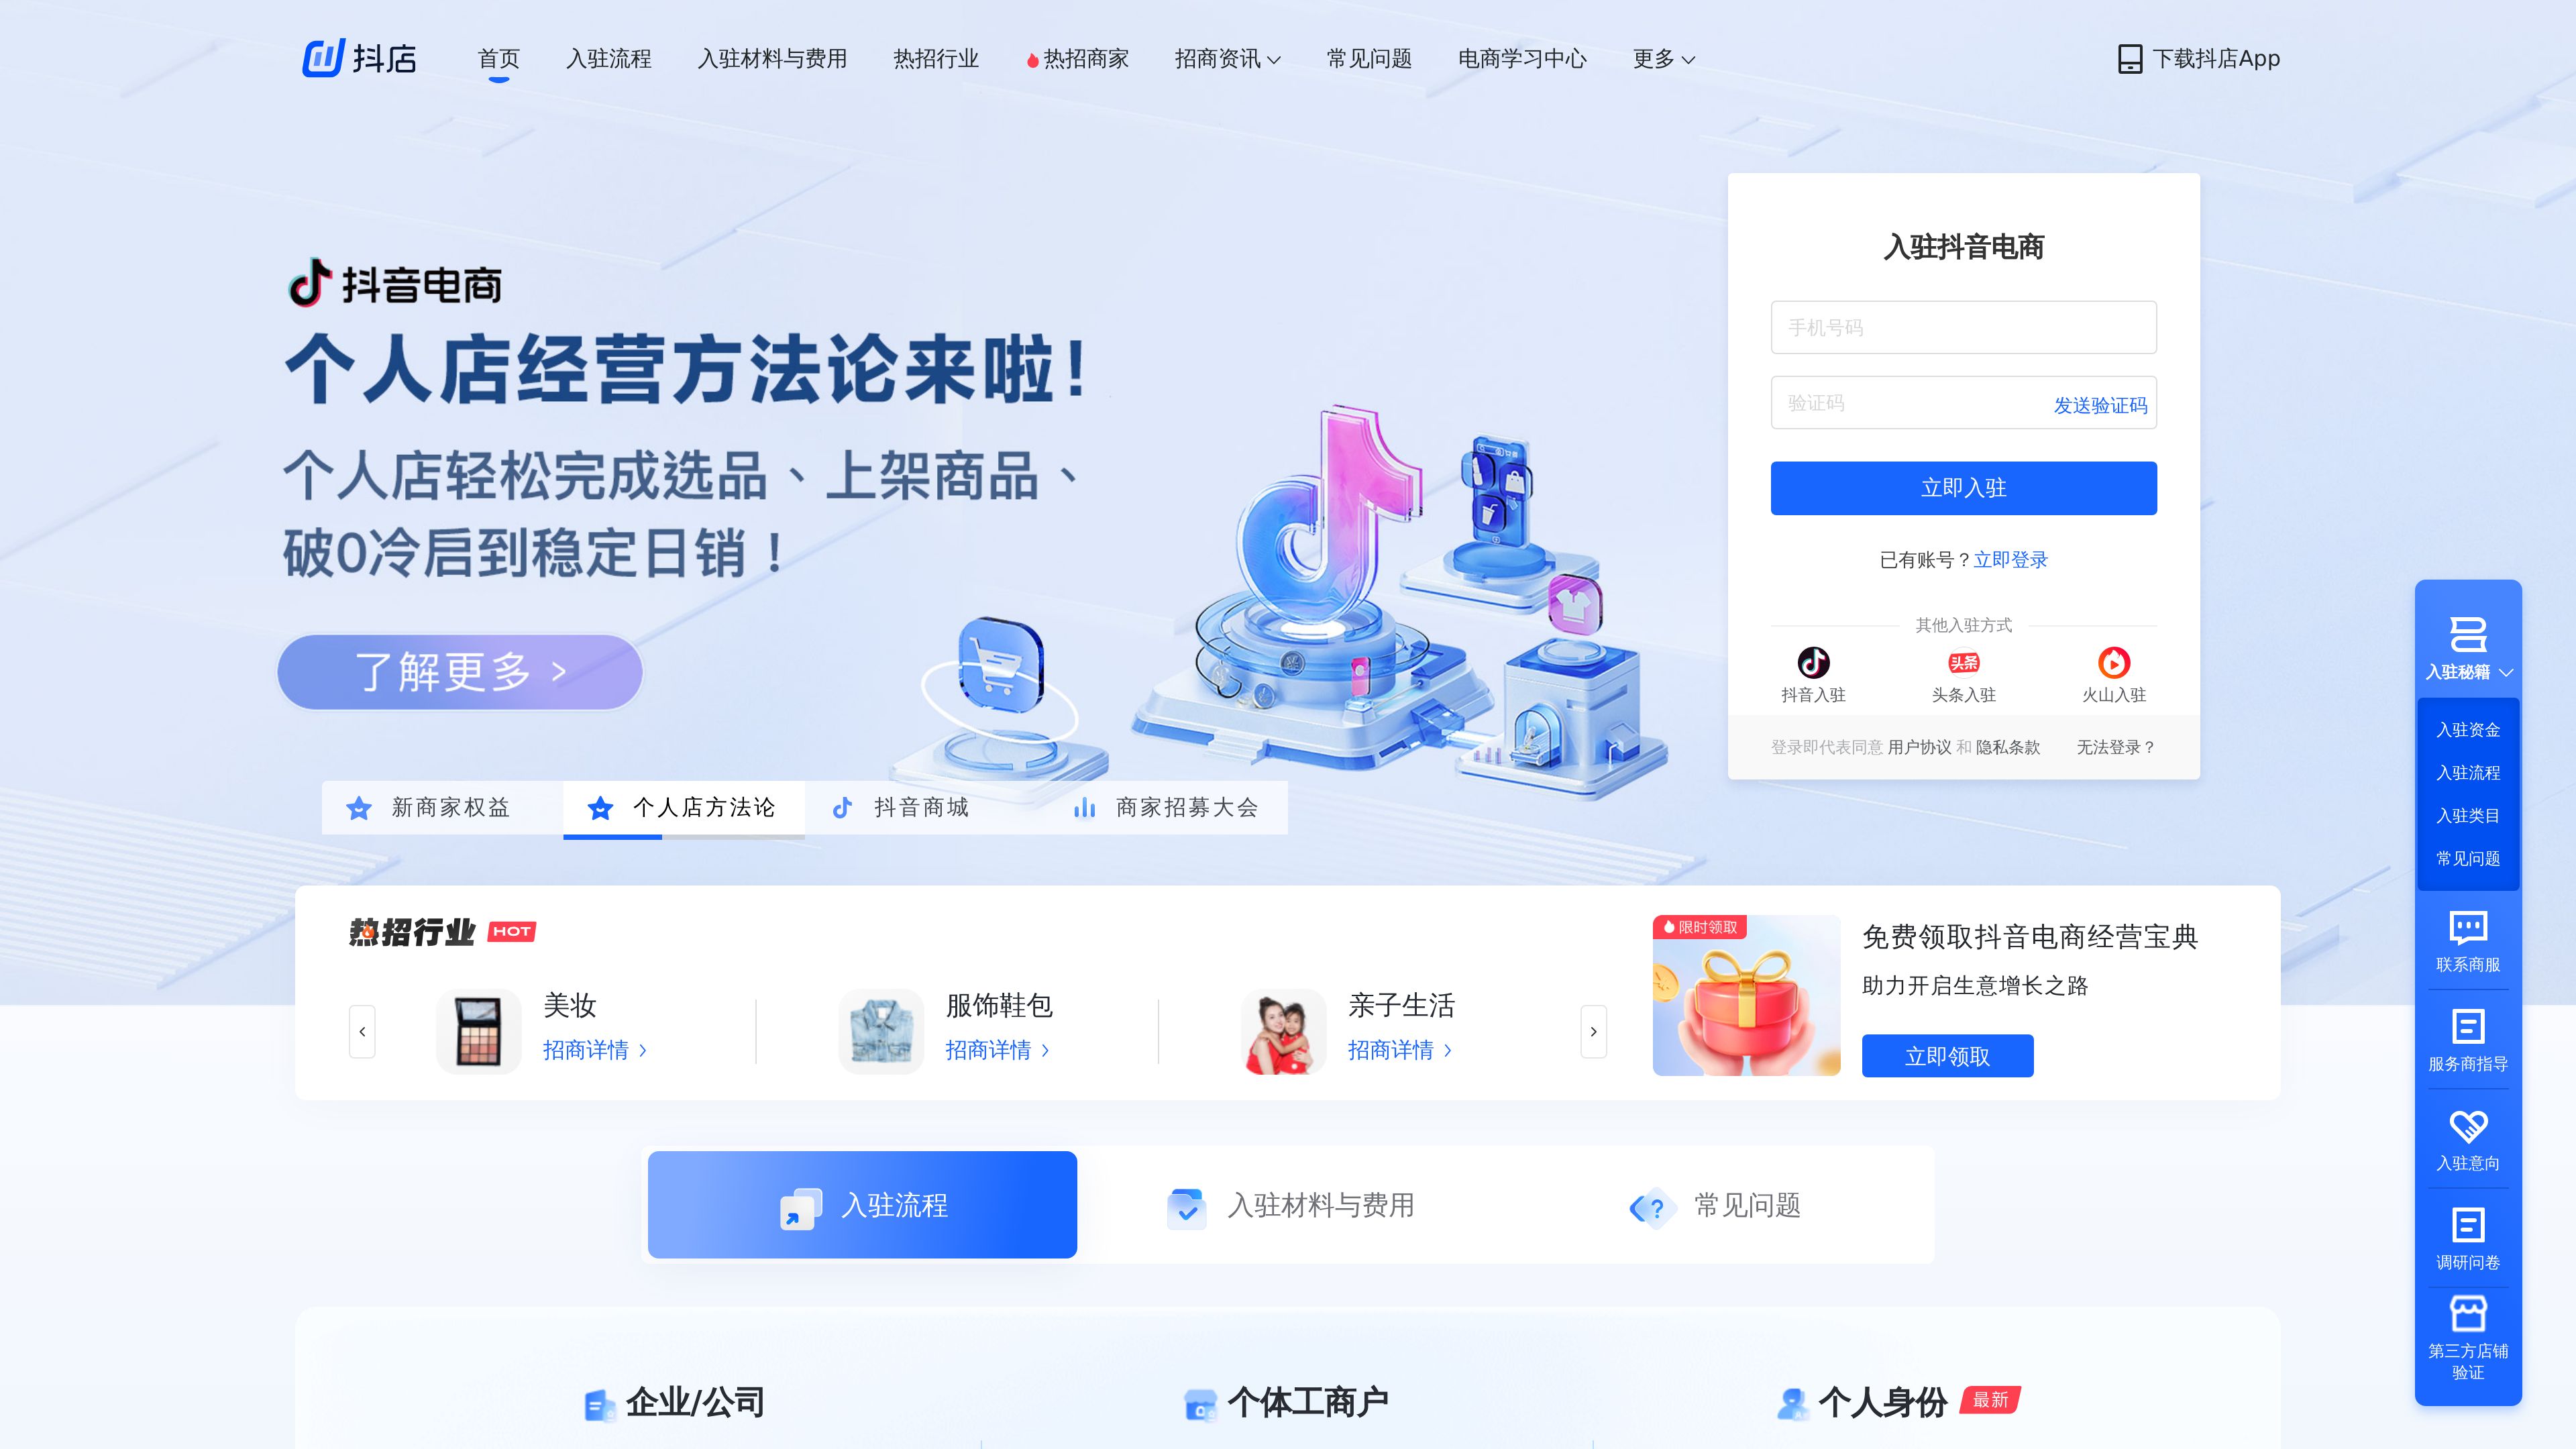 抖店
首页
入驻流程
入驻材料与费用
热招行业
热招商家
招商资讯
常见问题
电商学习中心
更多
下载抖店App
抖音电商
个人店经营方法论来啦!
个人店轻松完成选品、上架商品、
破0冷启到稳定日销！
了解更多 >
新商家权益
个人店方法论
抖音商城
商家招募大会
入驻抖音电商
手机号码
验证码
发送验证码
立即入驻
已有账号？立即登录
其他入驻方式
头条
抖音入驻
头条入驻
火山入驻
登录即代表同意 用户协议 和 隐私条款
无法登录？
入驻秘籍
入驻资金
入驻流程
入驻类目
常见问题
联系商服
服务商指导
入驻意向
调研问卷
第三方店铺
验证
热招行业
HOT
美妆
招商详情
服饰鞋包
招商详情
亲子生活
招商详情
限时领取
免费领取抖音电商经营宝典
助力开启生意增长之路
立即领取
入驻流程
入驻材料与费用
常见问题
企业/公司
个体工商户
个人身份
最新